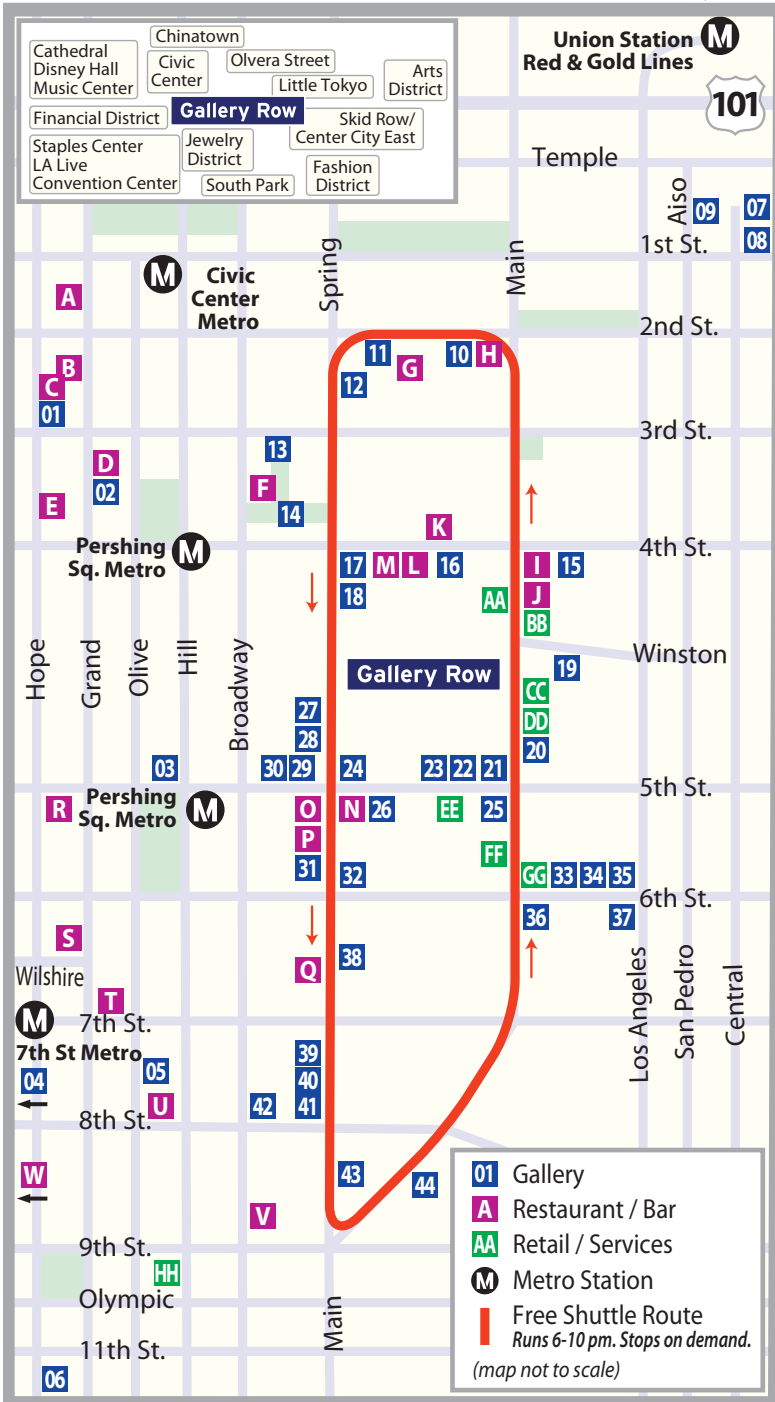 Cathedral
Disney Hall
Music Center
Chinatown
Civic
Center
Olvera Street
Little Tokyo
Arts
District
Financial District
Gallery Row
Skid Row/
Center City East
Staples Center
LA Live
Convention Center
Jewelry
District
South Park
Fashion
District
Union Station
Red & Gold Lines
M
101
Temple
Aiso
09
07
08
1st St.
Spring
Main
M
Civic
Center
Metro
A
2nd St.
11
10
H
G
12
B
C
01
3rd St.
13
D
02
F
E
14
K
4th St.
Pershing
Sq. Metro
M
17
M
L
16
I
15
18
AA
J
BB
Winston
Hope
Grand
Olive
Hill
Broadway
Gallery Row
19
CC
DD
20
27
28
03
30
29
24
23
22
21
5th St.
R
Pershing
Sq. Metro
M
O
N
26
EE
25
P
FF
31
32
GG
33
34
35
6th St.
36
37
S
38
Q
Wilshire
T
M
7th St.
7th St Metro
Los Angeles
San Pedro
Central
04
05
39
40
U
42
41
8th St.
W
43
44
V
9th St.
HH
Olympic
Main
11th St.
06
01 Gallery
A Restaurant / Bar
AA Retail / Services
M Metro Station
Free Shuttle Route
Runs 6-10 pm. Stops on demand.
(map not to scale)